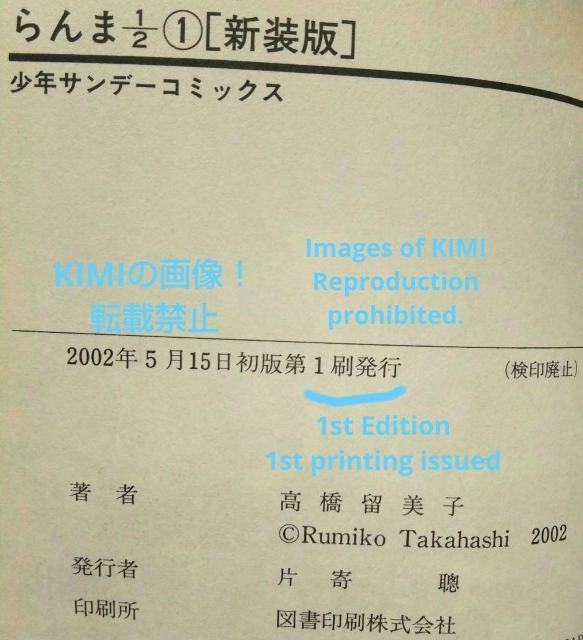 らんま1/2①[新装版]
少年サンデーコミックス
KIMIの画像！
転載禁止
Images of KIMI
Reproduction
prohibited.
2002年5月15日初版第1刷発行
(検印廃止)
1st Edition
1st printing issued
著者 高橋留美子
©Rumiko Takahashi 2002
発行者 片寄聰
印刷所 図書印刷株式会社